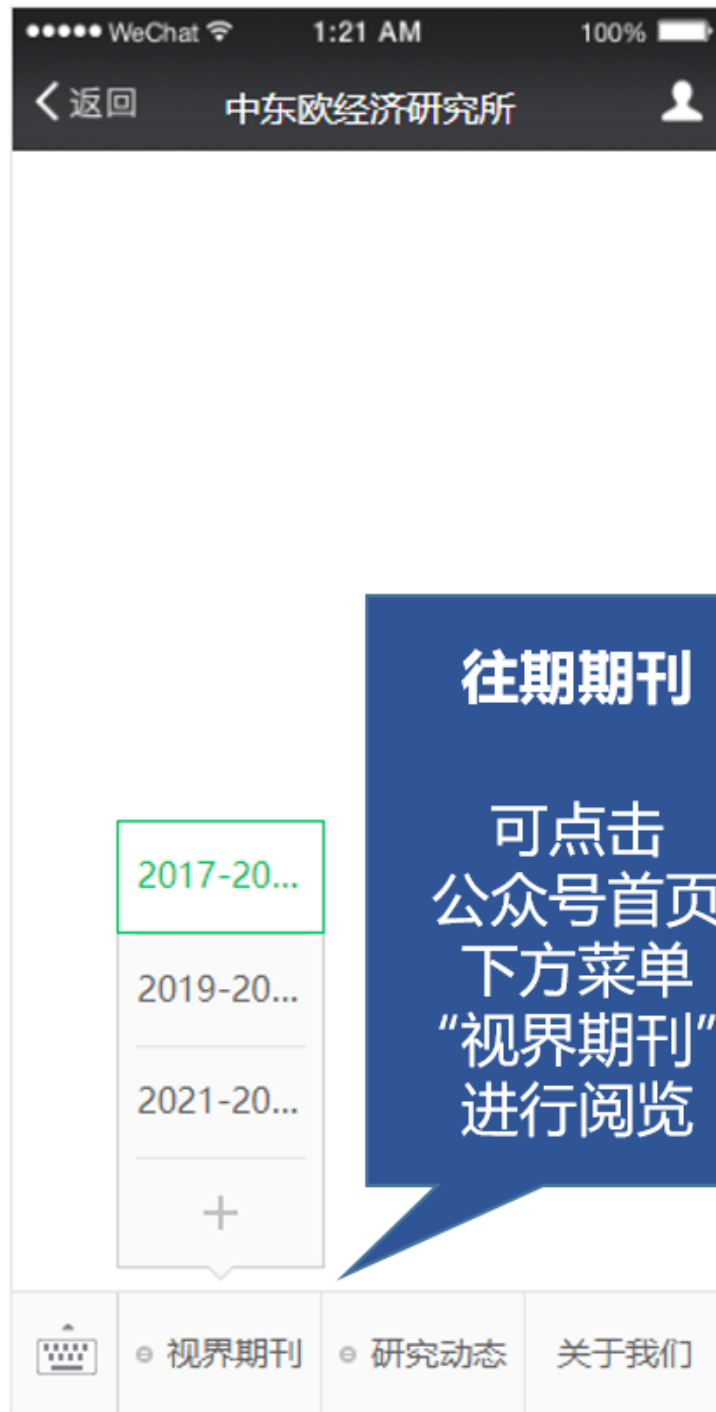 WeChat 1:21 AM 100%
返回 中东欧经济研究所
往期期刊
可点击
公众号首页
下方菜单
“视界期刊”
进行阅览
2017-20...
2019-20...
2021-20...
+
视界期刊 研究动态 关于我们